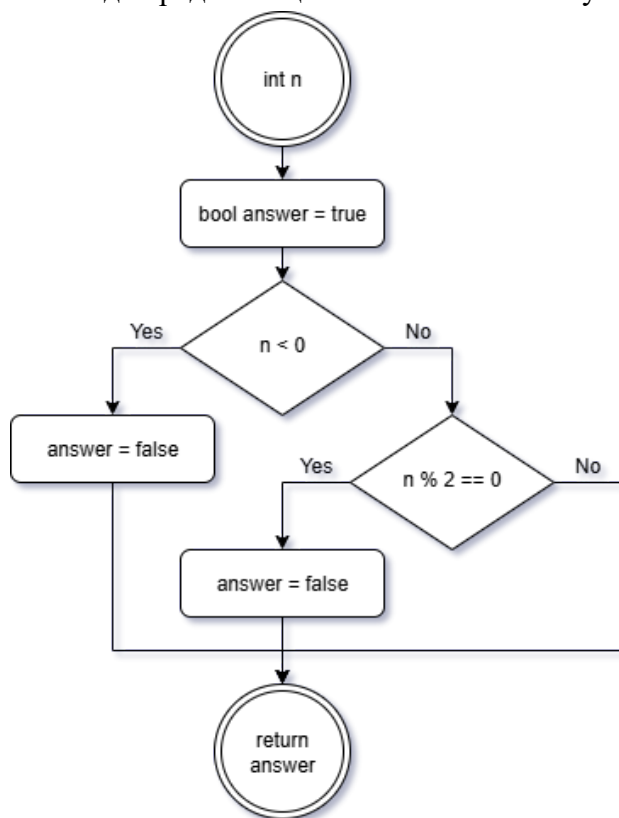 int n
bool answer = true
Yes
n < 0
No
answer = false
Yes
n % 2 == 0
No
answer = false
return
answer